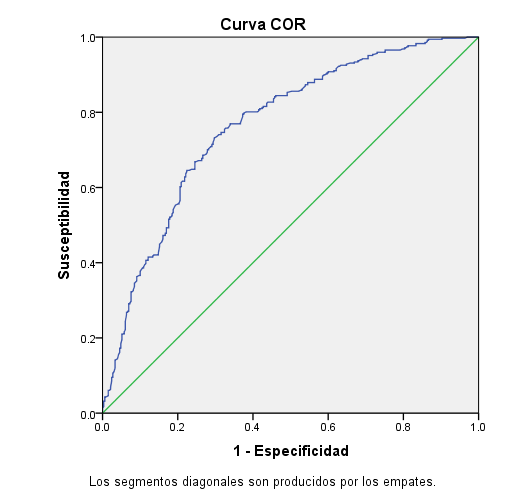 Curva COR
1.0
0.8
0.6
0.4
0.2
0.0
Susceptibilidad
0.0 0.2 0.4 0.6 0.8 1.0
1 - Especificidad
Los segmentos diagonales son producidos por los empates.